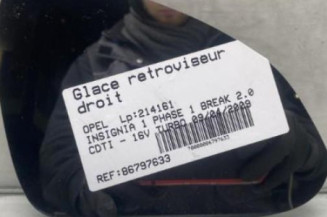 Glace retroviseur
droit
OPEL Lp:214161
INSIGNIA 1 PHASE 1 BREAK 2.0
CDTI - 16V TURBO 09/04/2009
REF:86797633